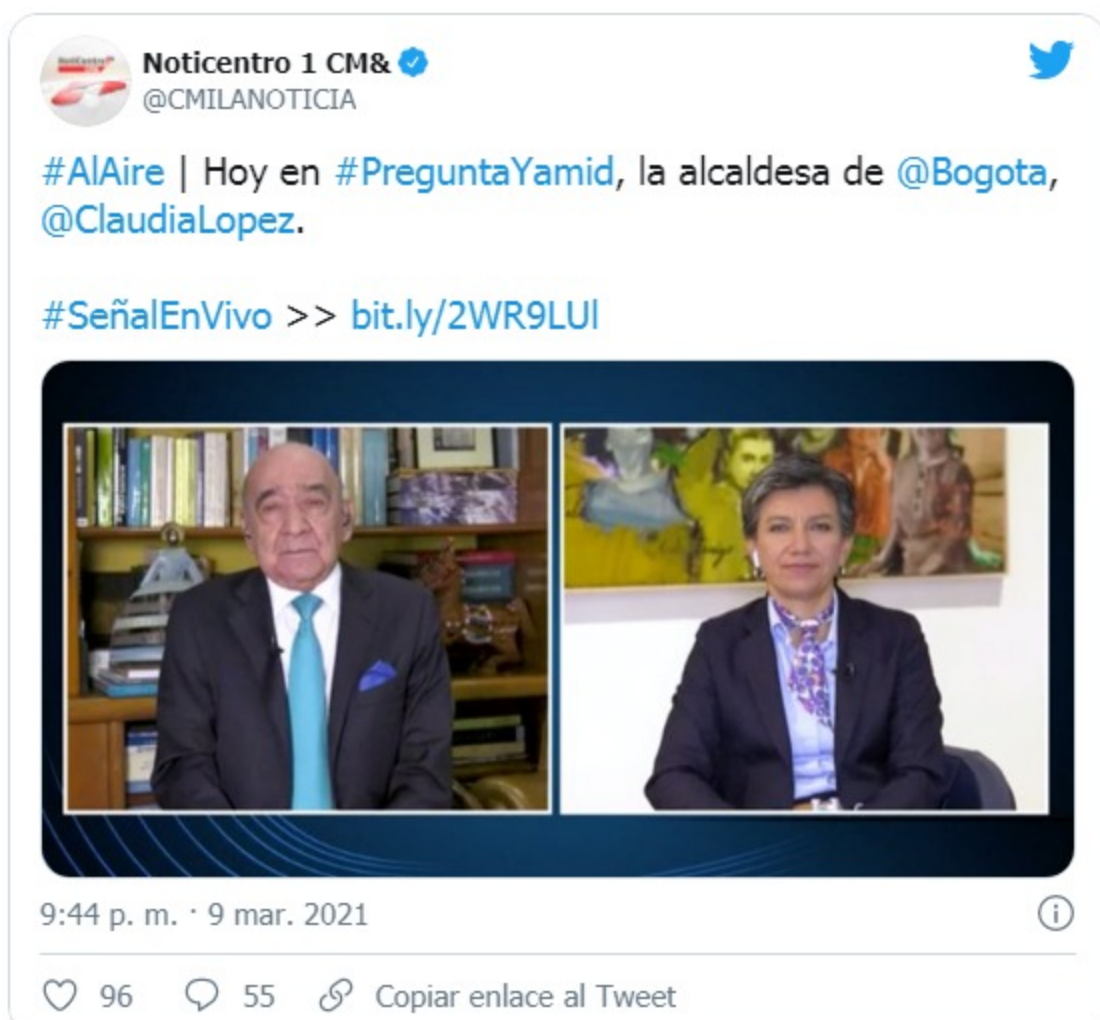 Noticentro 1 CM&
@CMILANOTICIA
#AlAire | Hoy en #PreguntaYamid, la alcaldesa de @Bogota,
@ClaudiaLopez.
#SeñalEnVivo >> bit.ly/2WR9LUl
9:44 p. m. · 9 mar. 2021
96
55
Copiar enlace al Tweet